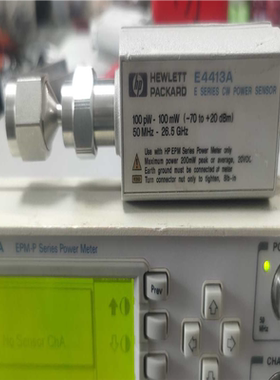 hp HEWLETT PACKARD
E4413A
E SERIES CW POWER SENSOR
100 pW - 100 mW (-70 to +20 dBm)
50 MHz - 26.5 GHz
Use with HP EPM Series Power Meter only
Maximum power 200mW peak or average, 20VDC
Earth ground must be connected or meter
Turn connector nut only to tighten,
A EPM-P Series Power Meter
Prev